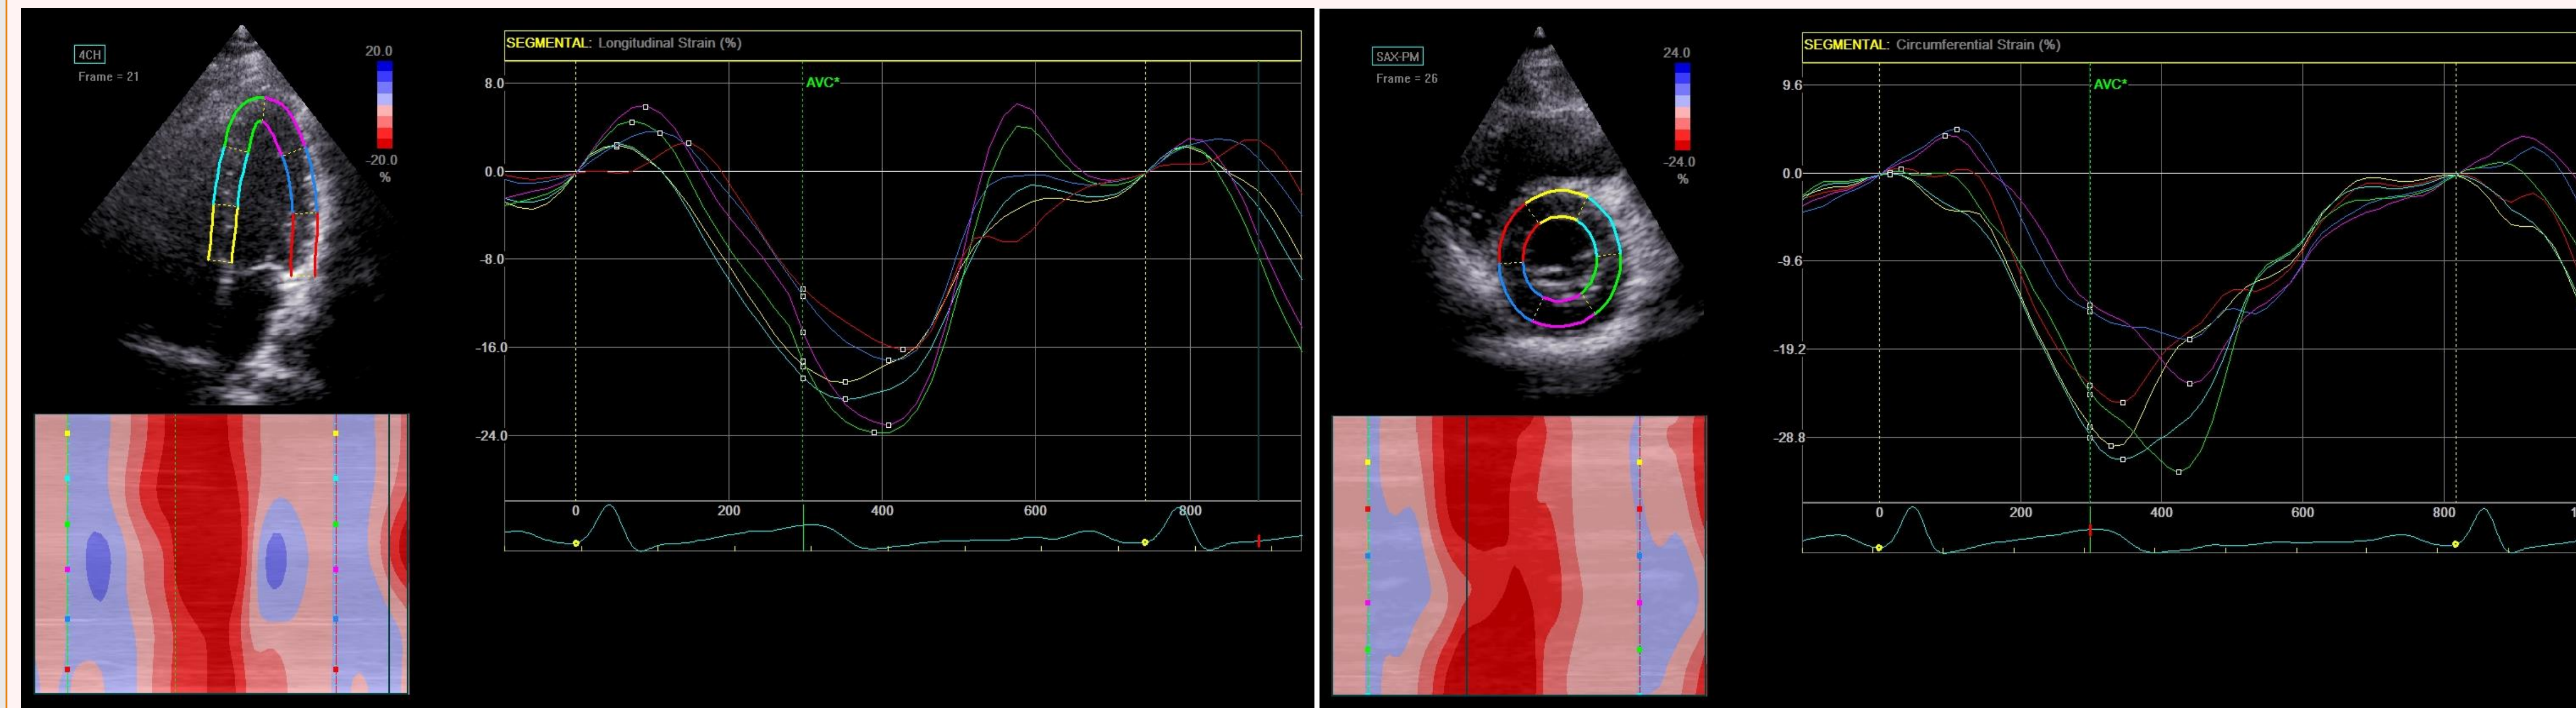 4CH
Frame = 21
20.0
-20.0
%
SEGMENTAL: Longitudinal Strain (%)
AVC*
8.0
0.0
-8.0
-16.0
-24.0
0 200 400 600 800
SAX-PM
Frame = 26
24.0
-24.0
%
SEGMENTAL: Circumferential Strain (%)
AVC*
9.6
0.0
-9.6
-19.2
-28.8
0 200 400 600 800